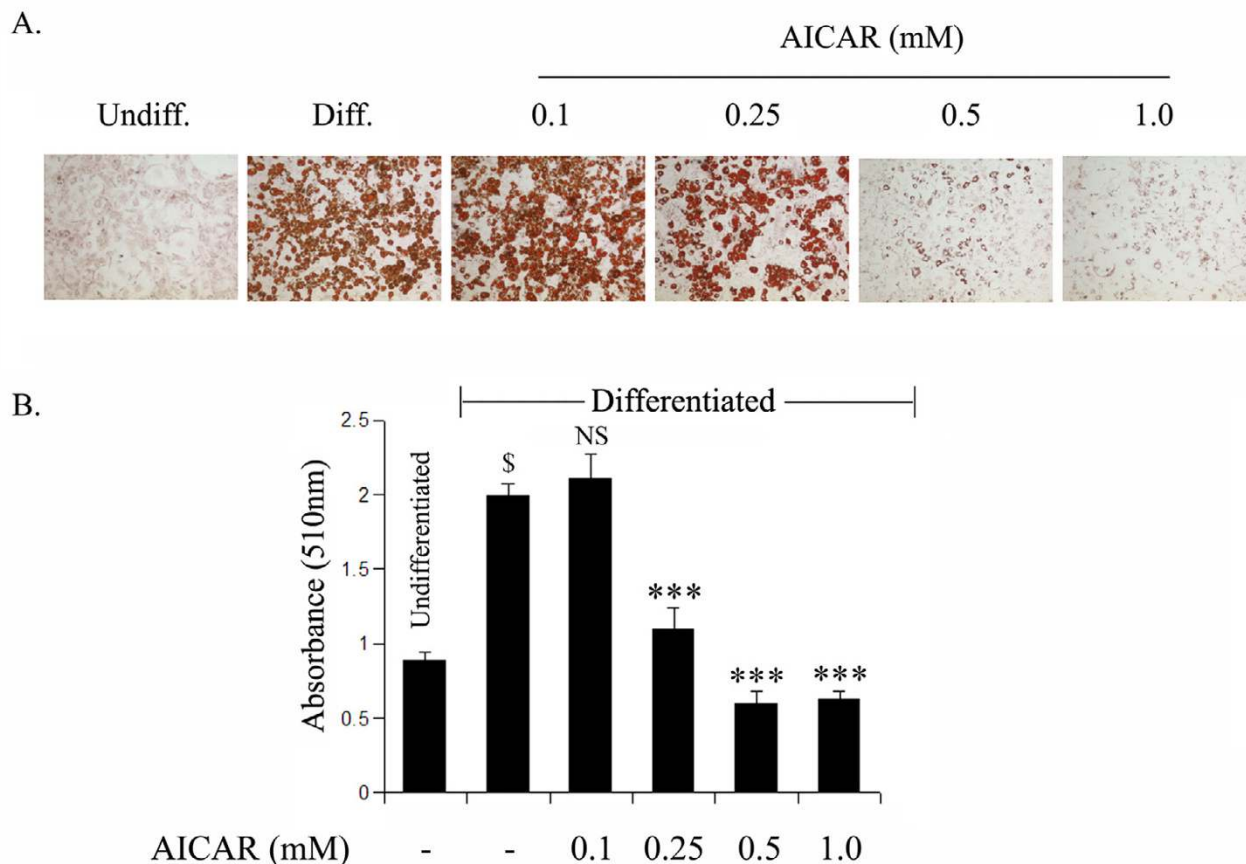 A.
AICAR (mM)
Undiff. Diff. 0.1 0.25 0.5 1.0
B.
Differentiated
Absorbance (510nm)
2.5
2
1.5
1
0.5
0
Undifferentiated
$
NS
***
***
***
AICAR (mM) - - 0.1 0.25 0.5 1.0